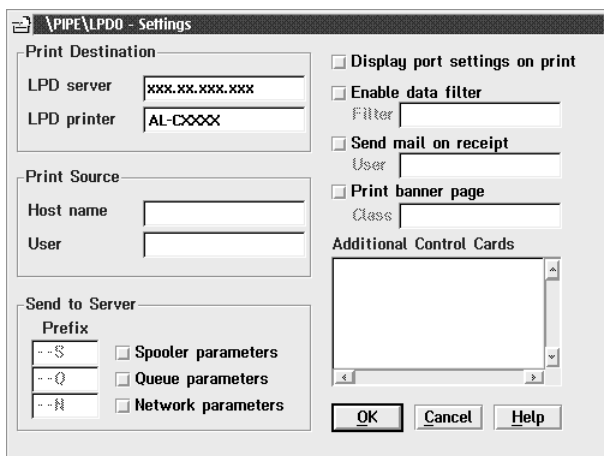 \PIPE\LPD0 - Settings
Print Destination
LPD server
xxx.xx.xxx.xxx
LPD printer
AL-CXXXX
Print Source
Host name
User
Send to Server
Prefix
--S
Spooler parameters
--Q
Queue parameters
--N
Network parameters
Display port settings on print
Enable data filter
Filter
Send mail on receipt
User
Print banner page
Class
Additional Control Cards
OK
Cancel
Help